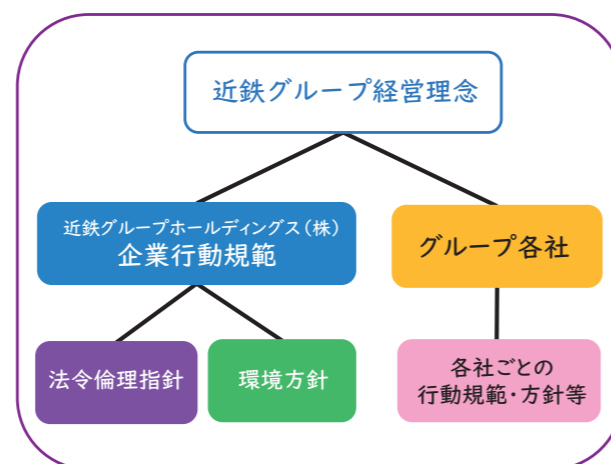 近鉄グループ経営理念
近鉄グループホールディングス(株)
企業行動規範
グループ各社
法令倫理指針
環境方針
各社ごとの
行動規範・方針等